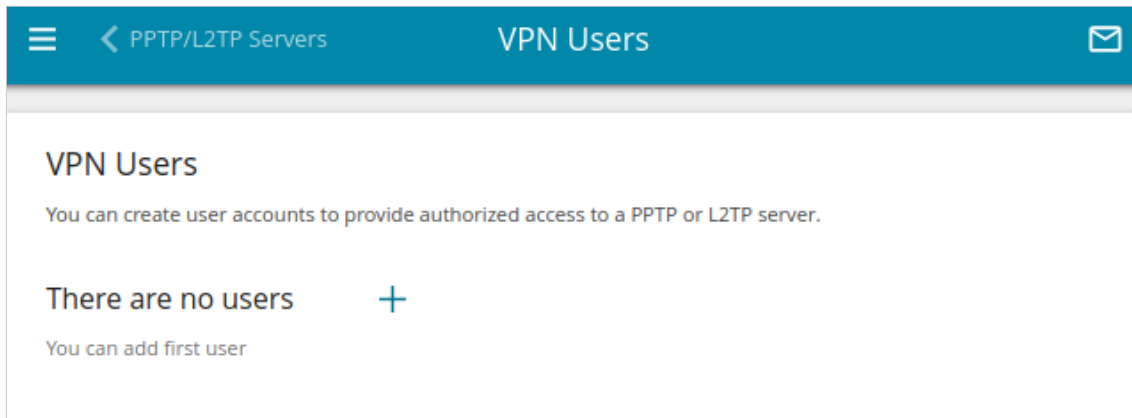 PPTP/L2TP Servers
VPN Users
VPN Users
You can create user accounts to provide authorized access to a PPTP or L2TP server.
There are no users
You can add first user